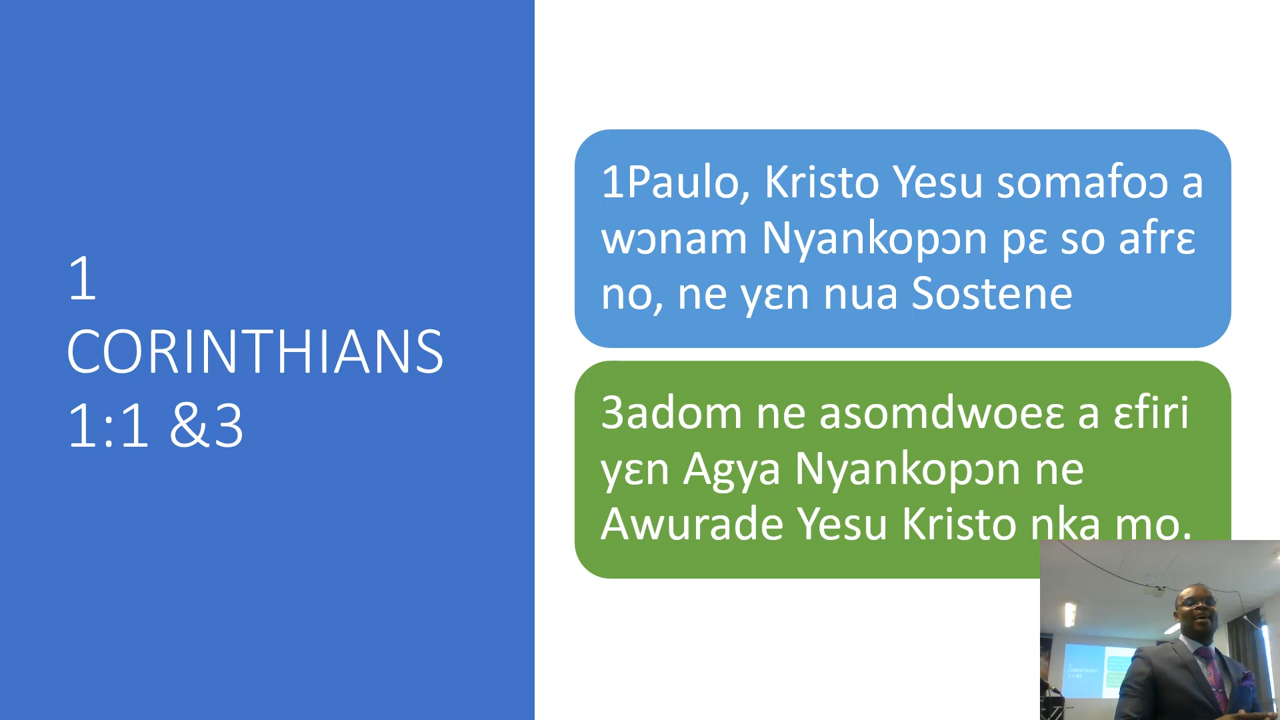 1
CORINTHIANS
1:1 &3
1Paulo, Kristo Yesu somafoɔ a
wɔnam Nyankopɔn pɛ so afrɛ
no, ne yɛn nua Sostene
3adom ne asomdwoeɛ a ɛfiri
yɛn Agya Nyankopɔn ne
Awurade Yesu Kristo nka mo.